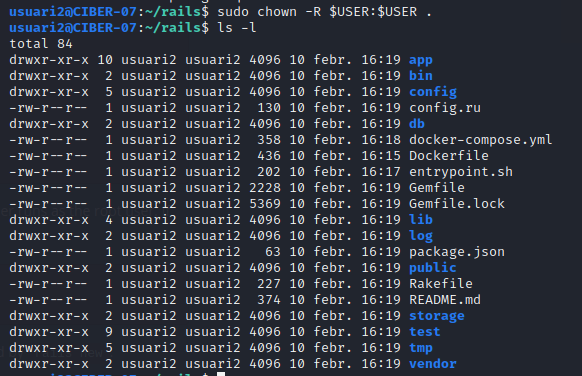 usuari2@CIBER-07:~/rails$ sudo chown -R $USER:$USER .
usuari2@CIBER-07:~/rails$ ls -l
total 84
drwxr-xr-x 10 usuari2 usuari2 4096 10 febr. 16:19 app
drwxr-xr-x  2 usuari2 usuari2 4096 10 febr. 16:19 bin
drwxr-xr-x  5 usuari2 usuari2 4096 10 febr. 16:19 config
-rw-r--r--  1 usuari2 usuari2  130 10 febr. 16:19 config.ru
drwxr-xr-x  2 usuari2 usuari2 4096 10 febr. 16:19 db
-rw-r--r--  1 usuari2 usuari2  358 10 febr. 16:18 docker-compose.yml
-rw-r--r--  1 usuari2 usuari2  436 10 febr. 16:15 Dockerfile
-rw-r--r--  1 usuari2 usuari2  202 10 febr. 16:17 entrypoint.sh
-rw-r--r--  1 usuari2 usuari2 2228 10 febr. 16:19 Gemfile
-rw-r--r--  1 usuari2 usuari2 5369 10 febr. 16:19 Gemfile.lock
drwxr-xr-x  4 usuari2 usuari2 4096 10 febr. 16:19 lib
drwxr-xr-x  2 usuari2 usuari2 4096 10 febr. 16:19 log
-rw-r--r--  1 usuari2 usuari2   63 10 febr. 16:19 package.json
drwxr-xr-x  2 usuari2 usuari2 4096 10 febr. 16:19 public
-rw-r--r--  1 usuari2 usuari2  227 10 febr. 16:19 Rakefile
-rw-r--r--  1 usuari2 usuari2  374 10 febr. 16:19 README.md
drwxr-xr-x  2 usuari2 usuari2 4096 10 febr. 16:19 storage
drwxr-xr-x  9 usuari2 usuari2 4096 10 febr. 16:19 test
drwxr-xr-x  5 usuari2 usuari2 4096 10 febr. 16:19 tmp
drwxr-xr-x  2 usuari2 usuari2 4096 10 febr. 16:19 vendor
usuari2@CIBER-07:~/rails$